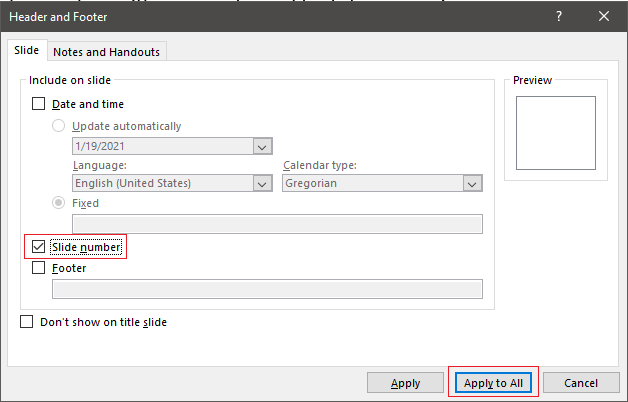 Header and Footer
Slide
Notes and Handouts
Include on slide
Preview
Date and time
Update automatically
1/19/2021
Language:
Calendar type:
English (United States)
Gregorian
Fixed
Slide number
Footer
Don't show on title slide
Apply
Apply to All
Cancel